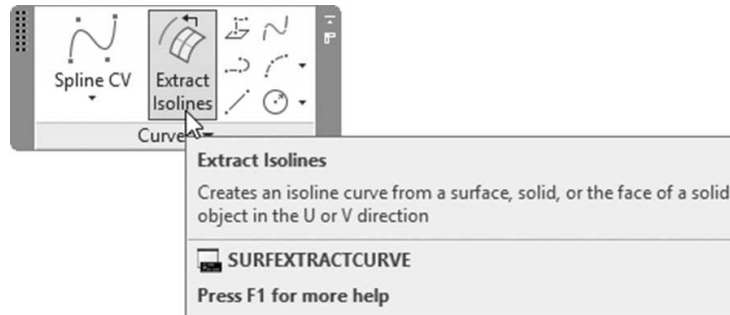 Spline CV
Extract
Isolines
Curve
Extract Isolines
Creates an isoline curve from a surface, solid, or the face of a solid
object in the U or V direction
SURFEXTRACTCURVE
Press F1 for more help